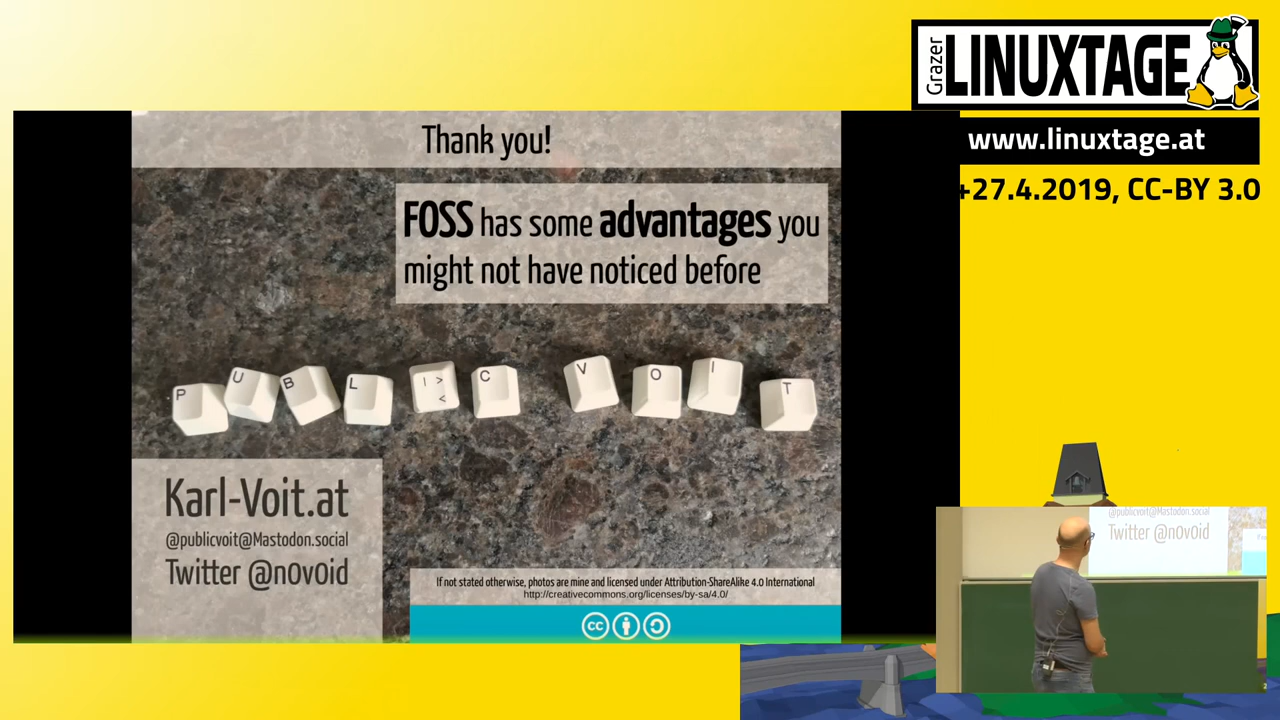 Grazer
LINUXTAGE
www.linuxtage.at
+27.4.2019, CC-BY 3.0
Thank you!
FOSS has some advantages you
might not have noticed before
P U B L | > < C V O I T
Karl-Voit.at
@publicvoit@Mastodon.social
Twitter @n0v0id
If not stated otherwise, photos are mine and licensed under Attribution-ShareAlike 4.0 International
http://creativecommons.org/licenses/by-sa/4.0/
cc
@publicvoit@Mastodon.social
Twitter @n0v0id